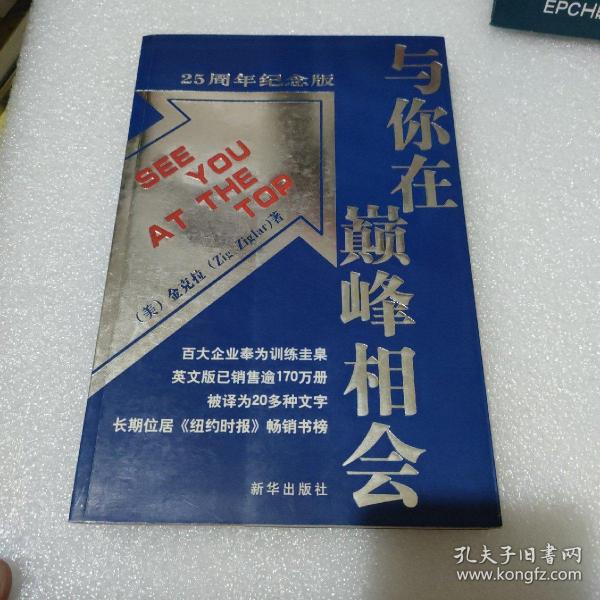 EPCH
25周年纪念版
与你在
巅峰相会
SEE
YOU
AT THE
TOP
(美)金克拉(Zig Ziglar)著
百大企业奉为训练圭臬
英文版已销售逾170万册
被译为20多种文字
长期位居《纽约时报》畅销书榜
新华出版社
孔夫子旧书网
www.kongfz.com